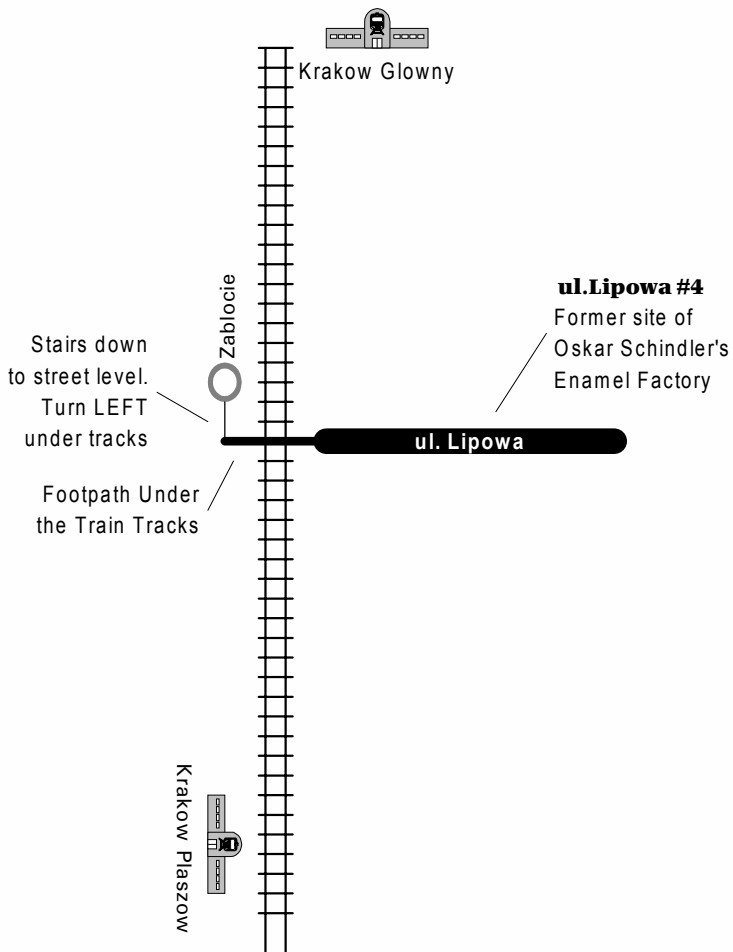 Krakow Glowny
Zablocie
ul.Lipowa #4
Former site of
Oskar Schindler's
Enamel Factory
Stairs down
to street level.
Turn LEFT
under tracks
ul. Lipowa
Footpath Under
the Train Tracks
Krakow Plaszow